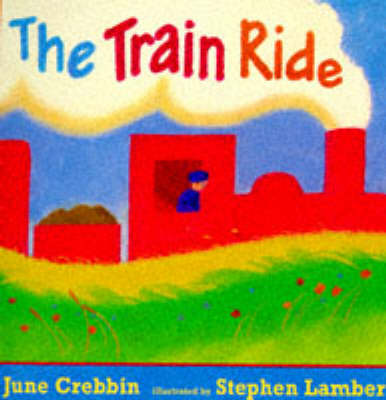 The Train Ride
June Crebbin illustrated by Stephen Lamber